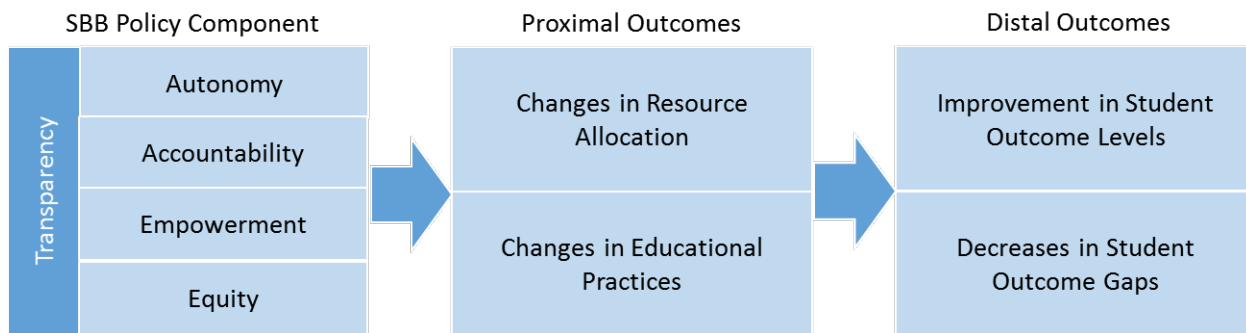 SBB Policy Component
Transparency
Autonomy
Accountability
Empowerment
Equity
Proximal Outcomes
Changes in Resource
Allocation
Changes in Educational
Practices
Distal Outcomes
Improvement in Student
Outcome Levels
Decreases in Student
Outcome Gaps